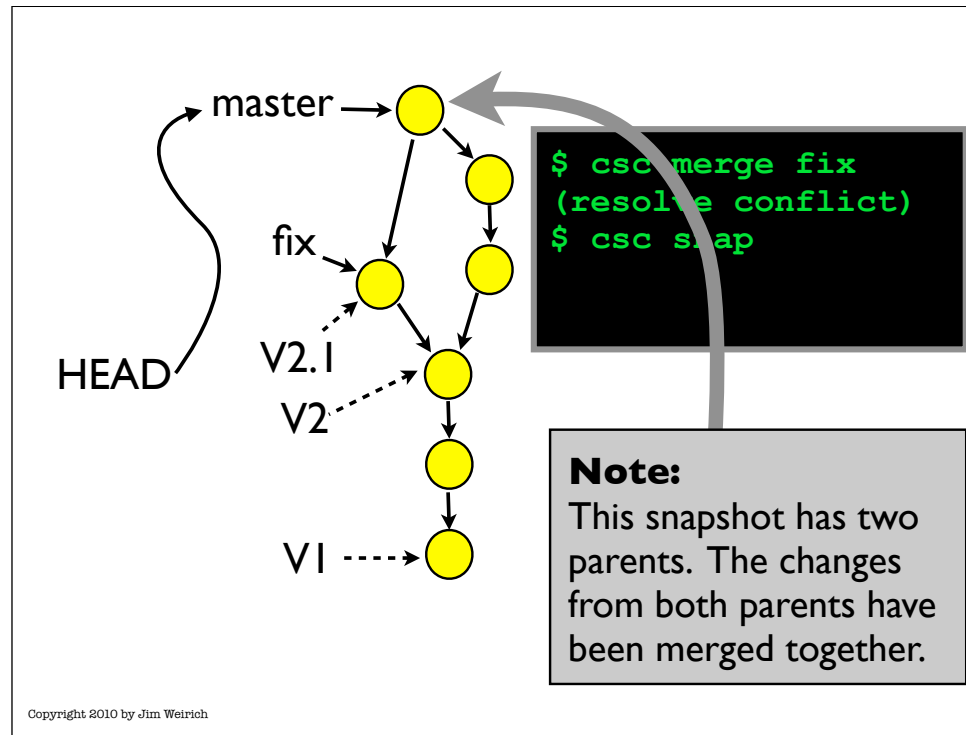 master
fix
V2.1
HEAD
V2
V1
$ csc merge fix
(resolve conflict)
$ csc snap
Note:
This snapshot has two
parents. The changes
from both parents have
been merged together.
Copyright 2010 by Jim Weirich